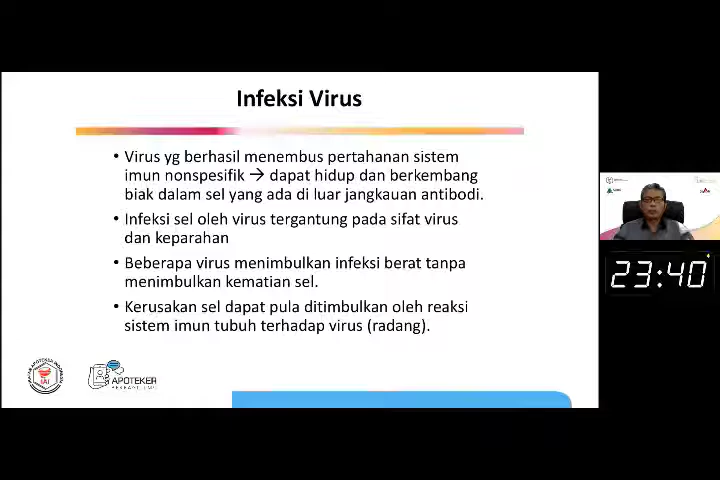 Infeksi Virus
• Virus yg berhasil menembus pertahanan sistem
imun nonspesifik → dapat hidup dan berkembang
biak dalam sel yang ada di luar jangkauan antibodi.
• Infeksi sel oleh virus tergantung pada sifat virus
dan keparahan
• Beberapa virus menimbulkan infeksi berat tanpa
menimbulkan kematian sel.
• Kerusakan sel dapat pula ditimbulkan oleh reaksi
sistem imun tubuh terhadap virus (radang).
IAI
APOTEKER
23:40